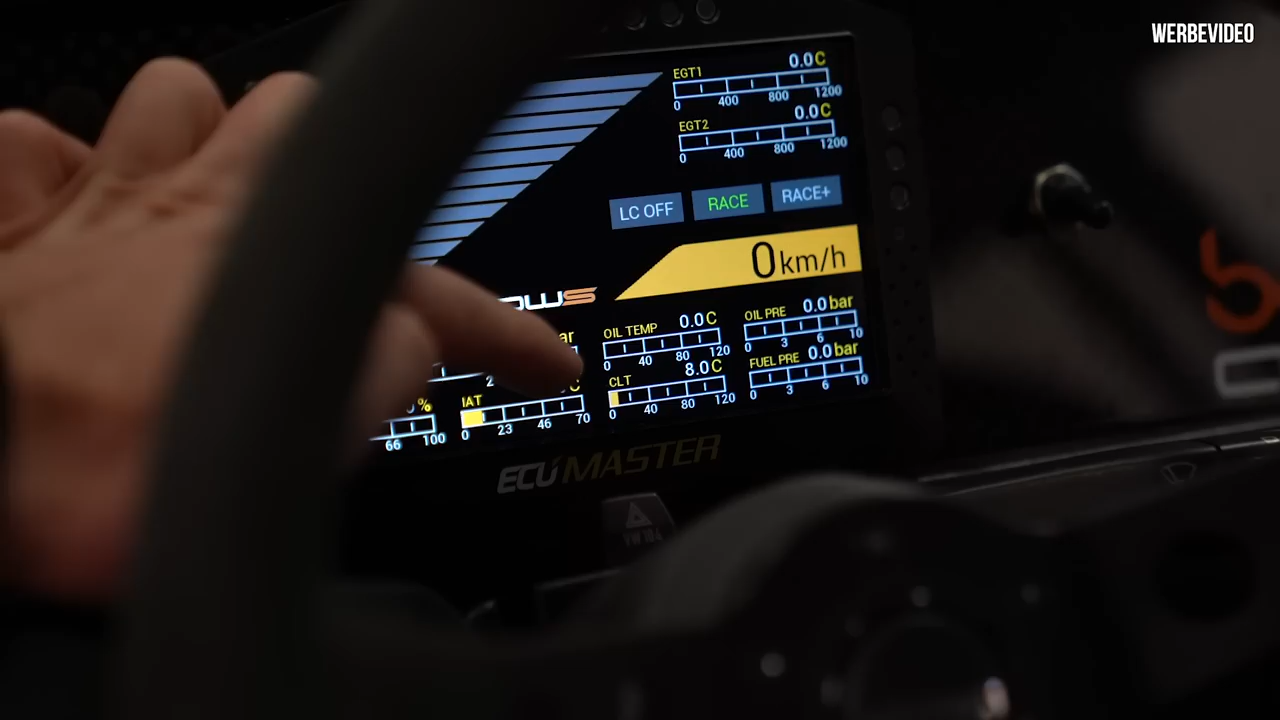 WERBEVIDEO
EGT1 0.0C
0 400 800 1200
EGT2 0.0C
0 400 800 1200
LC OFF RACE RACE+
0km/h
OIL TEMP 0.0C
0 40 80 120
OIL PRE 0.0bar
0 3 6 10
CLT 8.0C
0 40 80 120
FUEL PRE 0.0bar
0 3 6 10
IAT
0 23 46 70
%
66 100
ECUMASTER